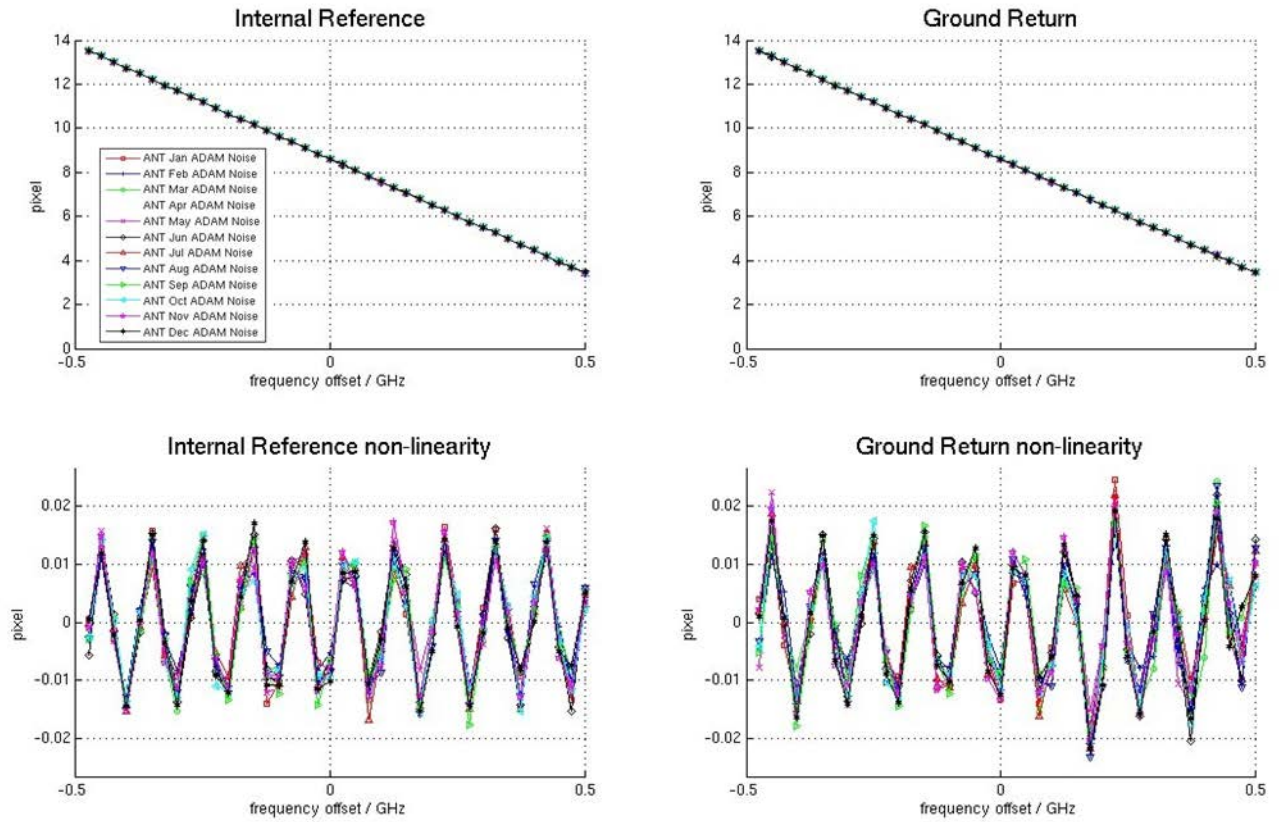 Internal Reference
14
12
10
8
6
4
2
0
pixel
ANT Jan ADAM Noise
ANT Feb ADAM Noise
ANT Mar ADAM Noise
ANT Apr ADAM Noise
ANT May ADAM Noise
ANT Jun ADAM Noise
ANT Jul ADAM Noise
ANT Aug ADAM Noise
ANT Sep ADAM Noise
ANT Oct ADAM Noise
ANT Nov ADAM Noise
ANT Dec ADAM Noise
-0.5
0
0.5
frequency offset / GHz
Ground Return
14
12
10
8
6
4
2
0
pixel
-0.5
0
0.5
frequency offset / GHz
Internal Reference non-linearity
0.02
0.01
0
-0.01
-0.02
pixel
-0.5
0
0.5
frequency offset / GHz
Ground Return non-linearity
0.02
0.01
0
-0.01
-0.02
pixel
-0.5
0
0.5
frequency offset / GHz